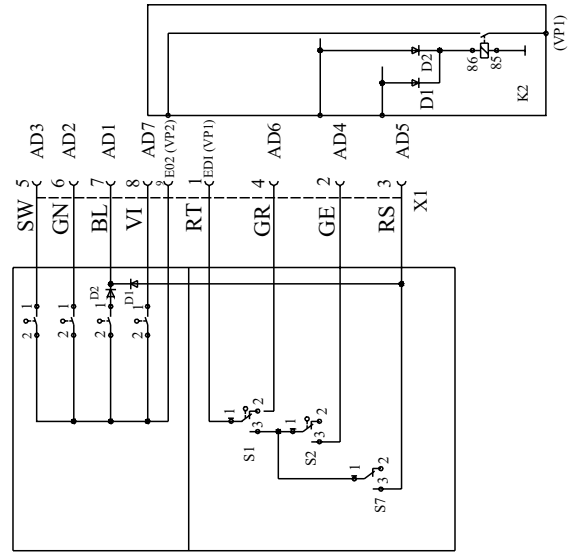 (VP1)
86
85
D2
D1
K2
5 AD3
SW
6 AD2
GN
7 AD1
BL
8 AD7
VI
9 E02 (VP2)
1 EDI (VP1)
RT
4 AD6
GR
2 AD4
GE
3 AD5
RS
X1
2 1
2 1
2 1
2 1
D2
D1
1
2
3
S1
1
2
3
S2
1
2
3
S7